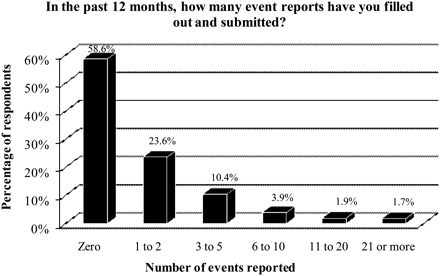 In the past 12 months, how many event reports have you filled
out and submitted?
Percentage of respondents
60%
50%
40%
30%
20%
10%
0%
58.6%
23.6%
10.4%
3.9%
1.9%
1.7%
Zero
1 to 2
3 to 5
6 to 10
11 to 20
21 or more
Number of events reported